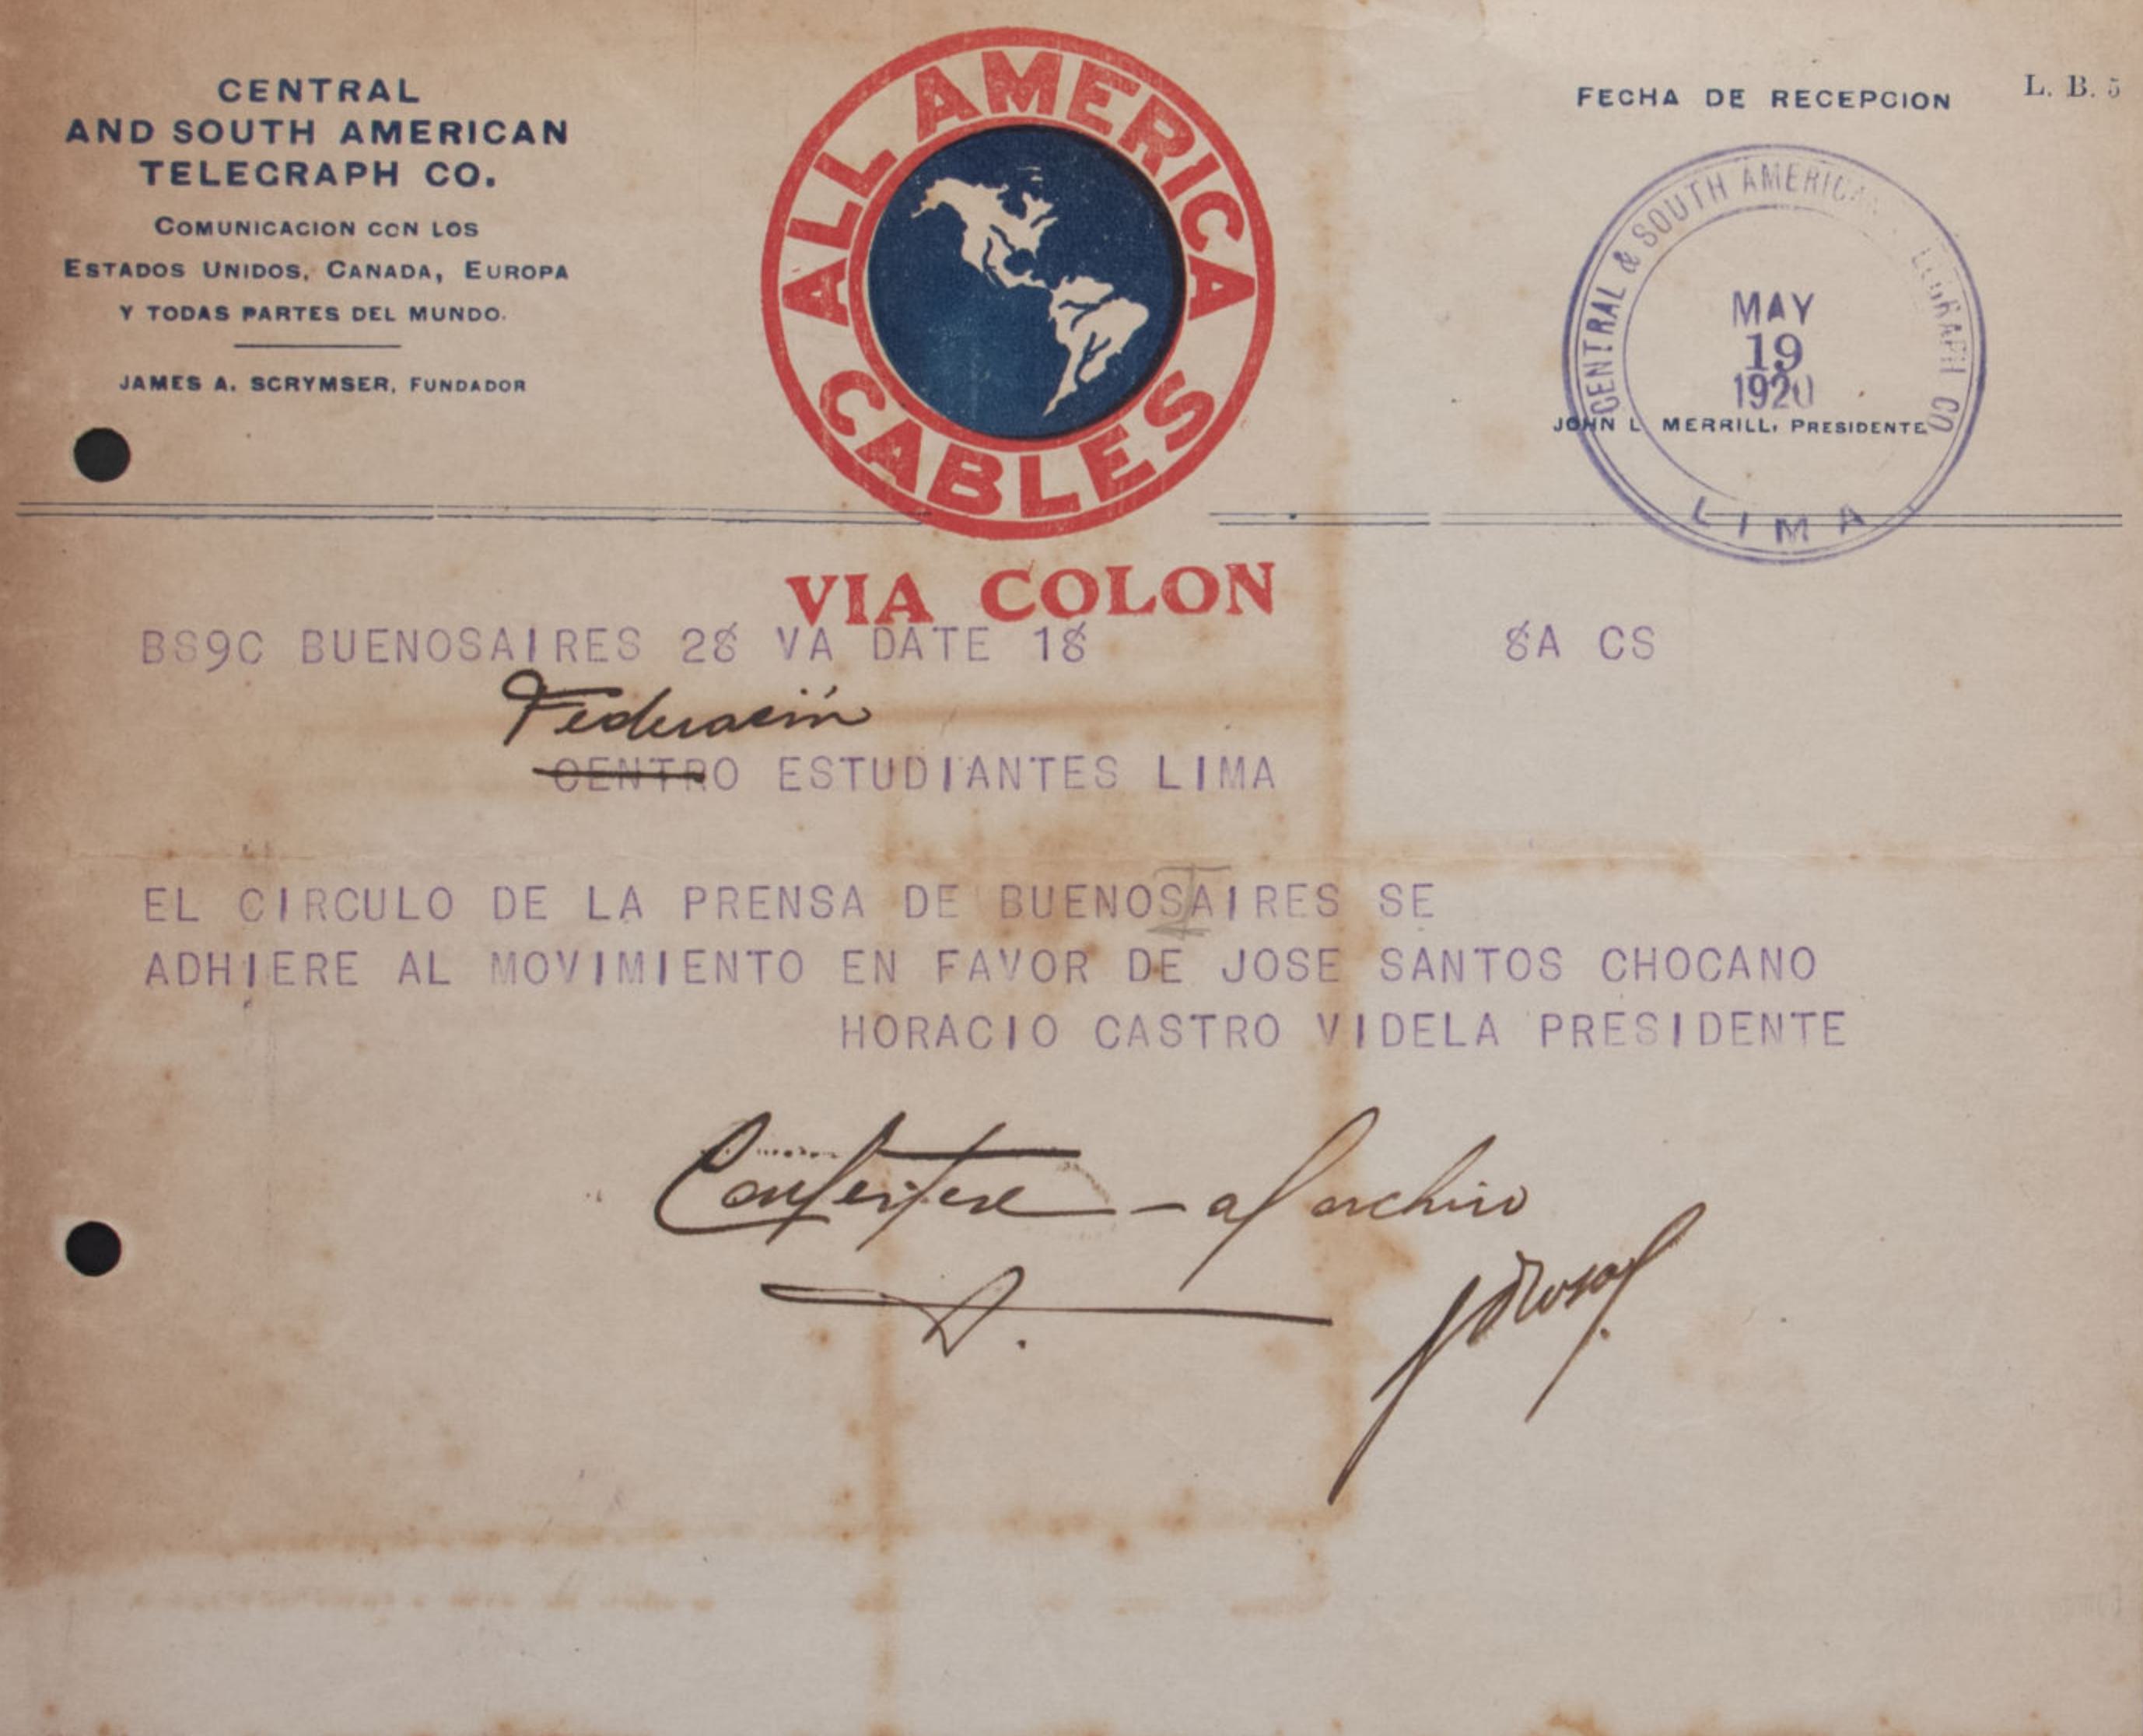 CENTRAL
AND SOUTH AMERICAN
TELEGRAPH CO.
COMUNICACION CON LOS
ESTADOS UNIDOS, CANADA, EUROPA
Y TODAS PARTES DEL MUNDO.
JAMES A. SCRYMSER, FUNDADOR
ALL AMERICA
CABLES
FECHA DE RECEPCION
L. B. 5
CENTRAL & SOUTH AMERICAN TELEGRAPH CO
MAY
19
1920
JOHN L MERRILL, PRESIDENTE
LIMA
VIA COLON
BS9C BUENOSAIRES 28 VA DATE 18 8A CS
Federación
CENTRO ESTUDIANTES LIMA
EL CIRCULO DE LA PRENSA DE BUENOSAIRES SE
ADHIERE AL MOVIMIENTO EN FAVOR DE JOSE SANTOS CHOCANO
HORACIO CASTRO VIDELA PRESIDENTE
Contéstese - al archivo